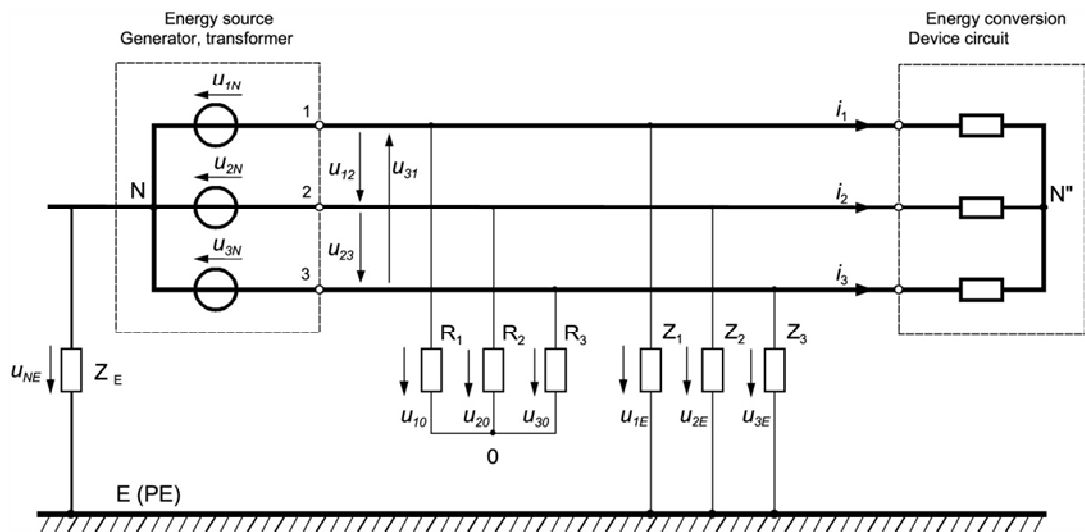 Energy source
Generator, transformer
Energy conversion
Device circuit
u1N
1
i1
u12
u31
N
u2N
2
i2
N"
u23
u3N
3
i3
R1
R2
R3
Z1
Z2
Z3
uNE
ZE
u10
u20
u30
u1E
u2E
u3E
0
E (PE)